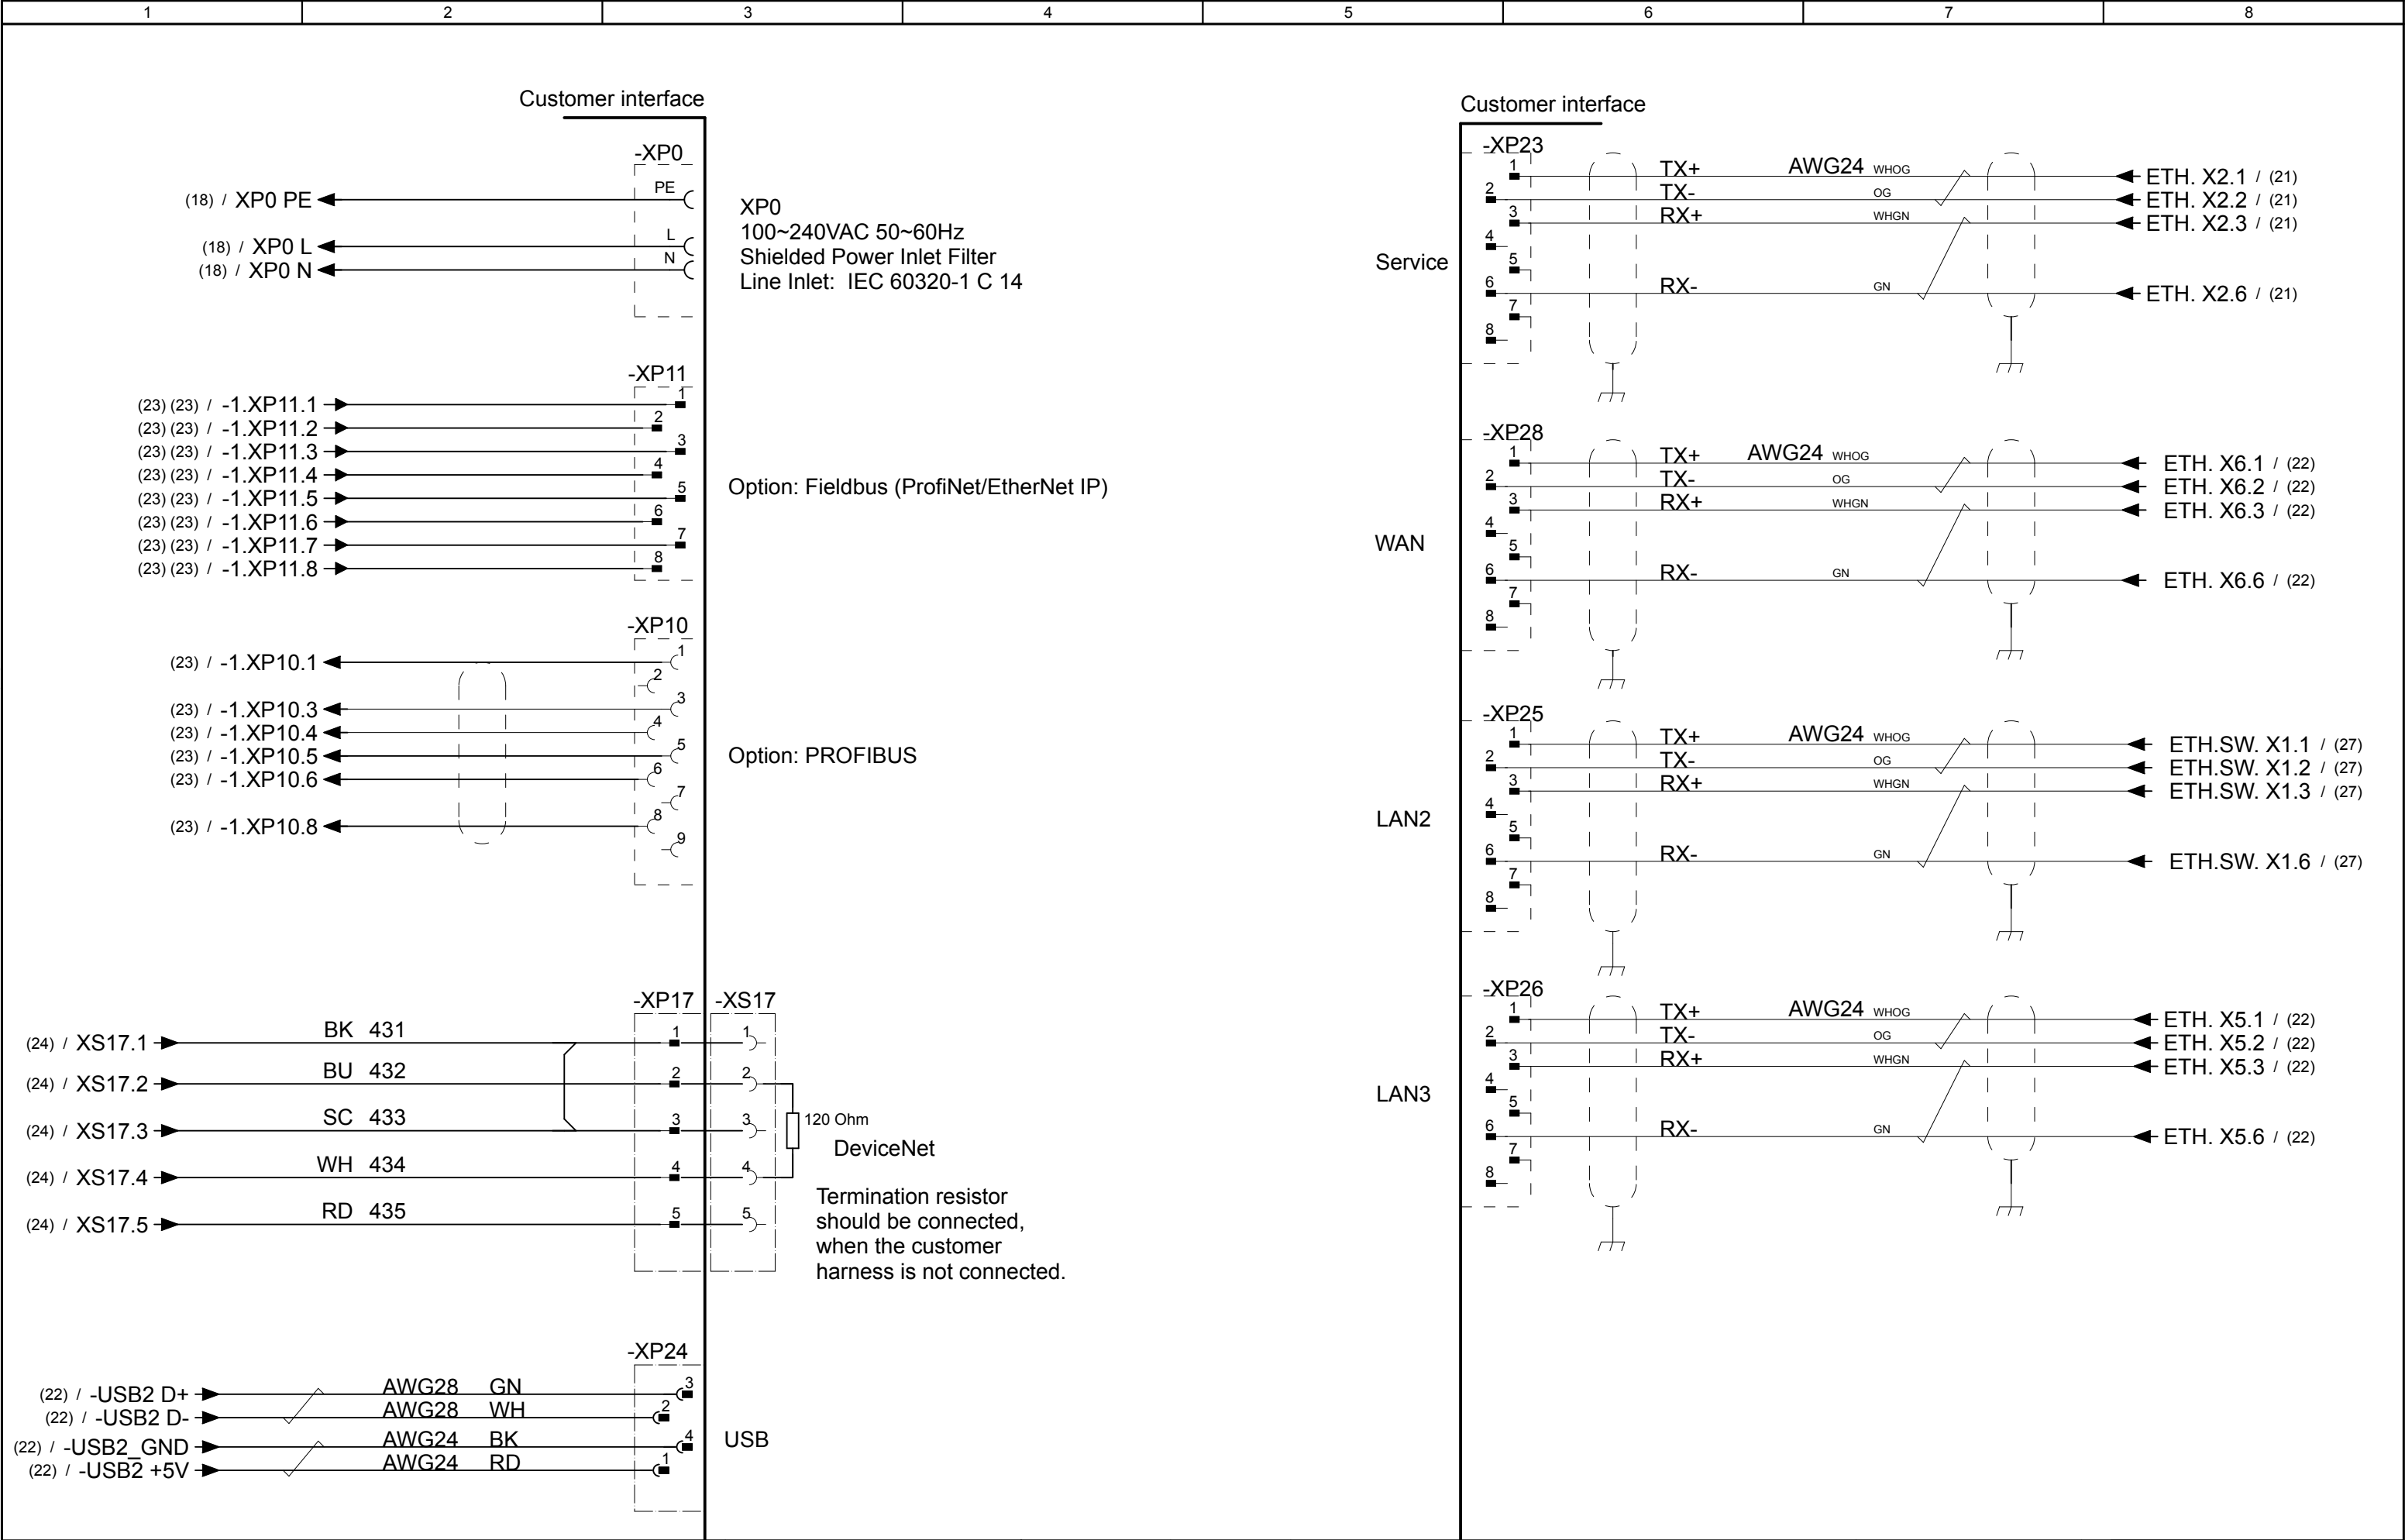 1 2 3 4 5 6 7 8
Customer interface
-XP0
(18) / XP0 PE PE
(18) / XP0 L L
(18) / XP0 N N
XP0
100~240VAC 50~60Hz
Shielded Power Inlet Filter
Line Inlet: IEC 60320-1 C 14
-XP11
(23) (23) / -1.XP11.1 1
(23) (23) / -1.XP11.2 2
(23) (23) / -1.XP11.3 3
(23) (23) / -1.XP11.4 4
(23) (23) / -1.XP11.5 5
(23) (23) / -1.XP11.6 6
(23) (23) / -1.XP11.7 7
(23) (23) / -1.XP11.8 8
Option: Fieldbus (ProfiNet/EtherNet IP)
-XP10
(23) / -1.XP10.1 1
2
(23) / -1.XP10.3 3
(23) / -1.XP10.4 4
(23) / -1.XP10.5 5
(23) / -1.XP10.6 6
7
(23) / -1.XP10.8 8
9
Option: PROFIBUS
-XP17 -XS17
(24) / XS17.1 BK 431 1 1
(24) / XS17.2 BU 432 2 2
(24) / XS17.3 SC 433 3 3
(24) / XS17.4 WH 434 4 4
(24) / XS17.5 RD 435 5 5
120 Ohm
DeviceNet
Termination resistor
should be connected,
when the customer
harness is not connected.
-XP24
(22) / -USB2 D+ AWG28 GN 3
(22) / -USB2 D- AWG28 WH 2
(22) / -USB2_GND AWG24 BK 4
(22) / -USB2 +5V AWG24 RD 1
USB
Customer interface
-XP23
1 TX+ AWG24 WHOG ETH. X2.1 / (21)
2 TX- OG ETH. X2.2 / (21)
3 RX+ WHGN ETH. X2.3 / (21)
4
Service
5
6 RX- GN ETH. X2.6 / (21)
7
8
-XP28
1 TX+ AWG24 WHOG ETH. X6.1 / (22)
2 TX- OG ETH. X6.2 / (22)
3 RX+ WHGN ETH. X6.3 / (22)
4
WAN
5
6 RX- GN ETH. X6.6 / (22)
7
8
-XP25
1 TX+ AWG24 WHOG ETH.SW. X1.1 / (27)
2 TX- OG ETH.SW. X1.2 / (27)
3 RX+ WHGN ETH.SW. X1.3 / (27)
4
LAN2
5
6 RX- GN ETH.SW. X1.6 / (27)
7
8
-XP26
1 TX+ AWG24 WHOG ETH. X5.1 / (22)
2 TX- OG ETH. X5.2 / (22)
3 RX+ WHGN ETH. X5.3 / (22)
4
LAN3
5
6 RX- GN ETH. X5.6 / (22)
7
8